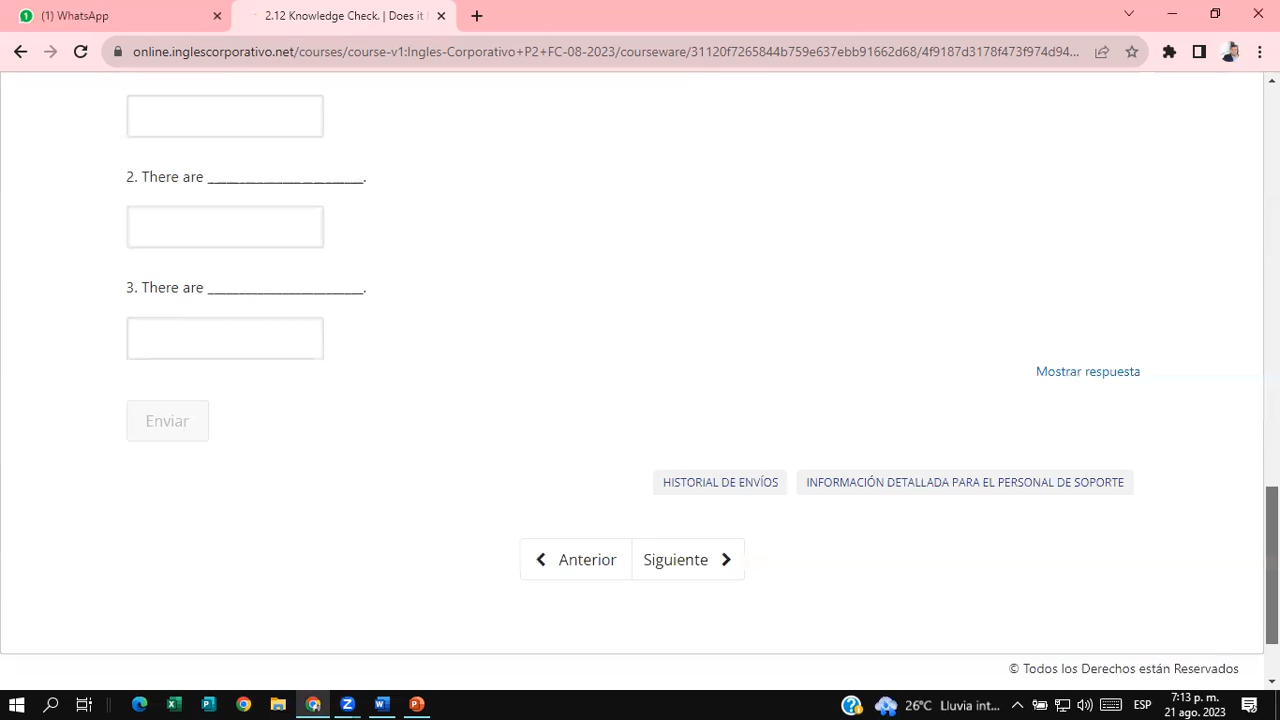 (1) WhatsApp
2.12 Knowledge Check. | Does it
online.inglescorporativo.net/courses/course-v1:Ingles-Corporativo+P2+FC-08-2023/courseware/31120f7265844b759e637ebb91662d68/4f9187d3178f473f974d94...
2. There are ______________________.
3. There are ______________________.
Mostrar respuesta
Enviar
HISTORIAL DE ENVÍOS INFORMACIÓN DETALLADA PARA EL PERSONAL DE SOPORTE
Anterior Siguiente
© Todos los Derechos están Reservados
26°C Lluvia int... ESP 7:13 p. m.
21 ago. 2023